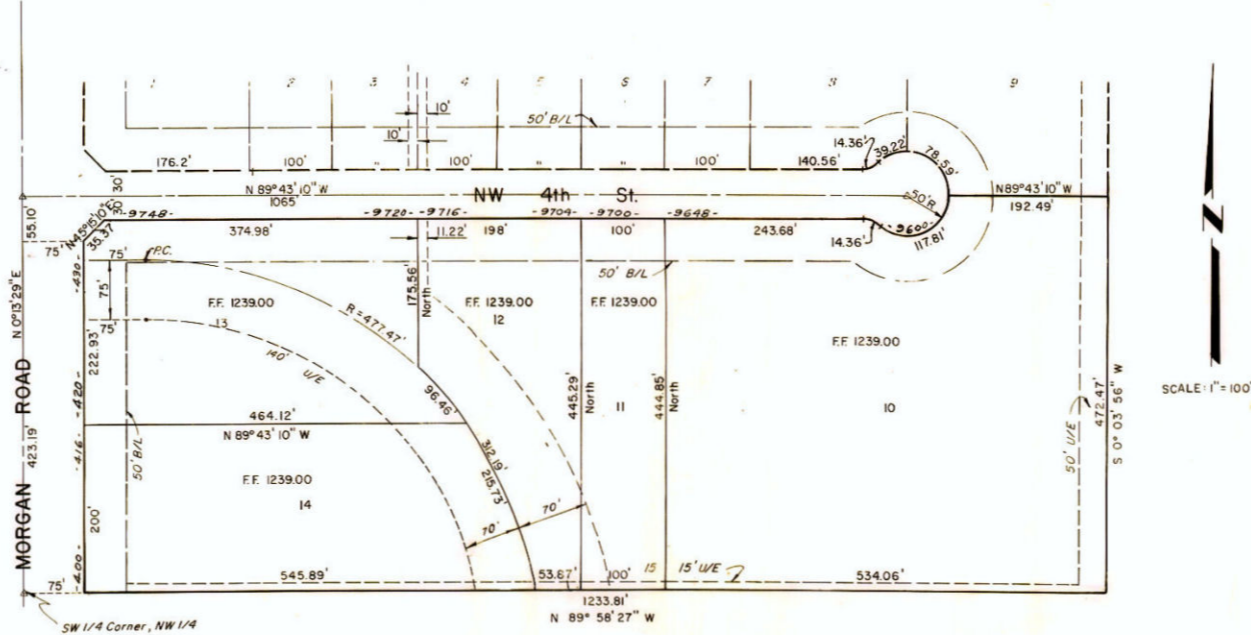 1 2 3 4 5 6 7 8 9
10'
50' B/L
10'
176.2' 100' " 100' " " 100' 140.56' 14.36' 39.22' 78.59'
30'
N 89°43'10" W
1065'
NW 4th St.
50'R
N89°43'10" W
192.49'
30'
-9748- -9720- -9716- -9704- -9700- -9648- -9600-
374.98' 11.22' 198' 100' 243.68' 14.36' 117.81'
N45°15'10"E
35.37
55.10'
75' 75' P.C.
50' B/L
-430-
75'
175.56'
North
F.F. 1239.00
13
R=477.47'
F.F. 1239.00
12
F.F. 1239.00
F.F. 1239.00
75'
222.93'
140' U/E
N 0°13'29" E
MORGAN ROAD
423.19'
-420-
96.46'
464.12'
N 89°43'10" W
445.29'
North
11
444.85'
North
10
50' U/E
472.47'
S 0° 03' 56" W
SCALE: 1"=100'
N
-416-
50' B/L
312.19'
215.73'
F.F. 1239.00
14
200'
70' 70'
-400-
75'
545.89' 53.87' 100' 15 15' U/E 534.06'
1233.81'
N 89° 58' 27" W
SW 1/4 Corner, NW 1/4